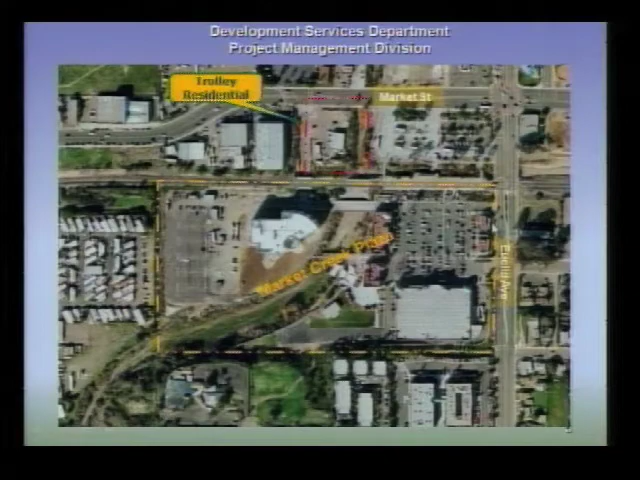 Development Services Department
Project Management Division
Trolley
Residential
Market St
Market Creek Plaza
Euclid Ave